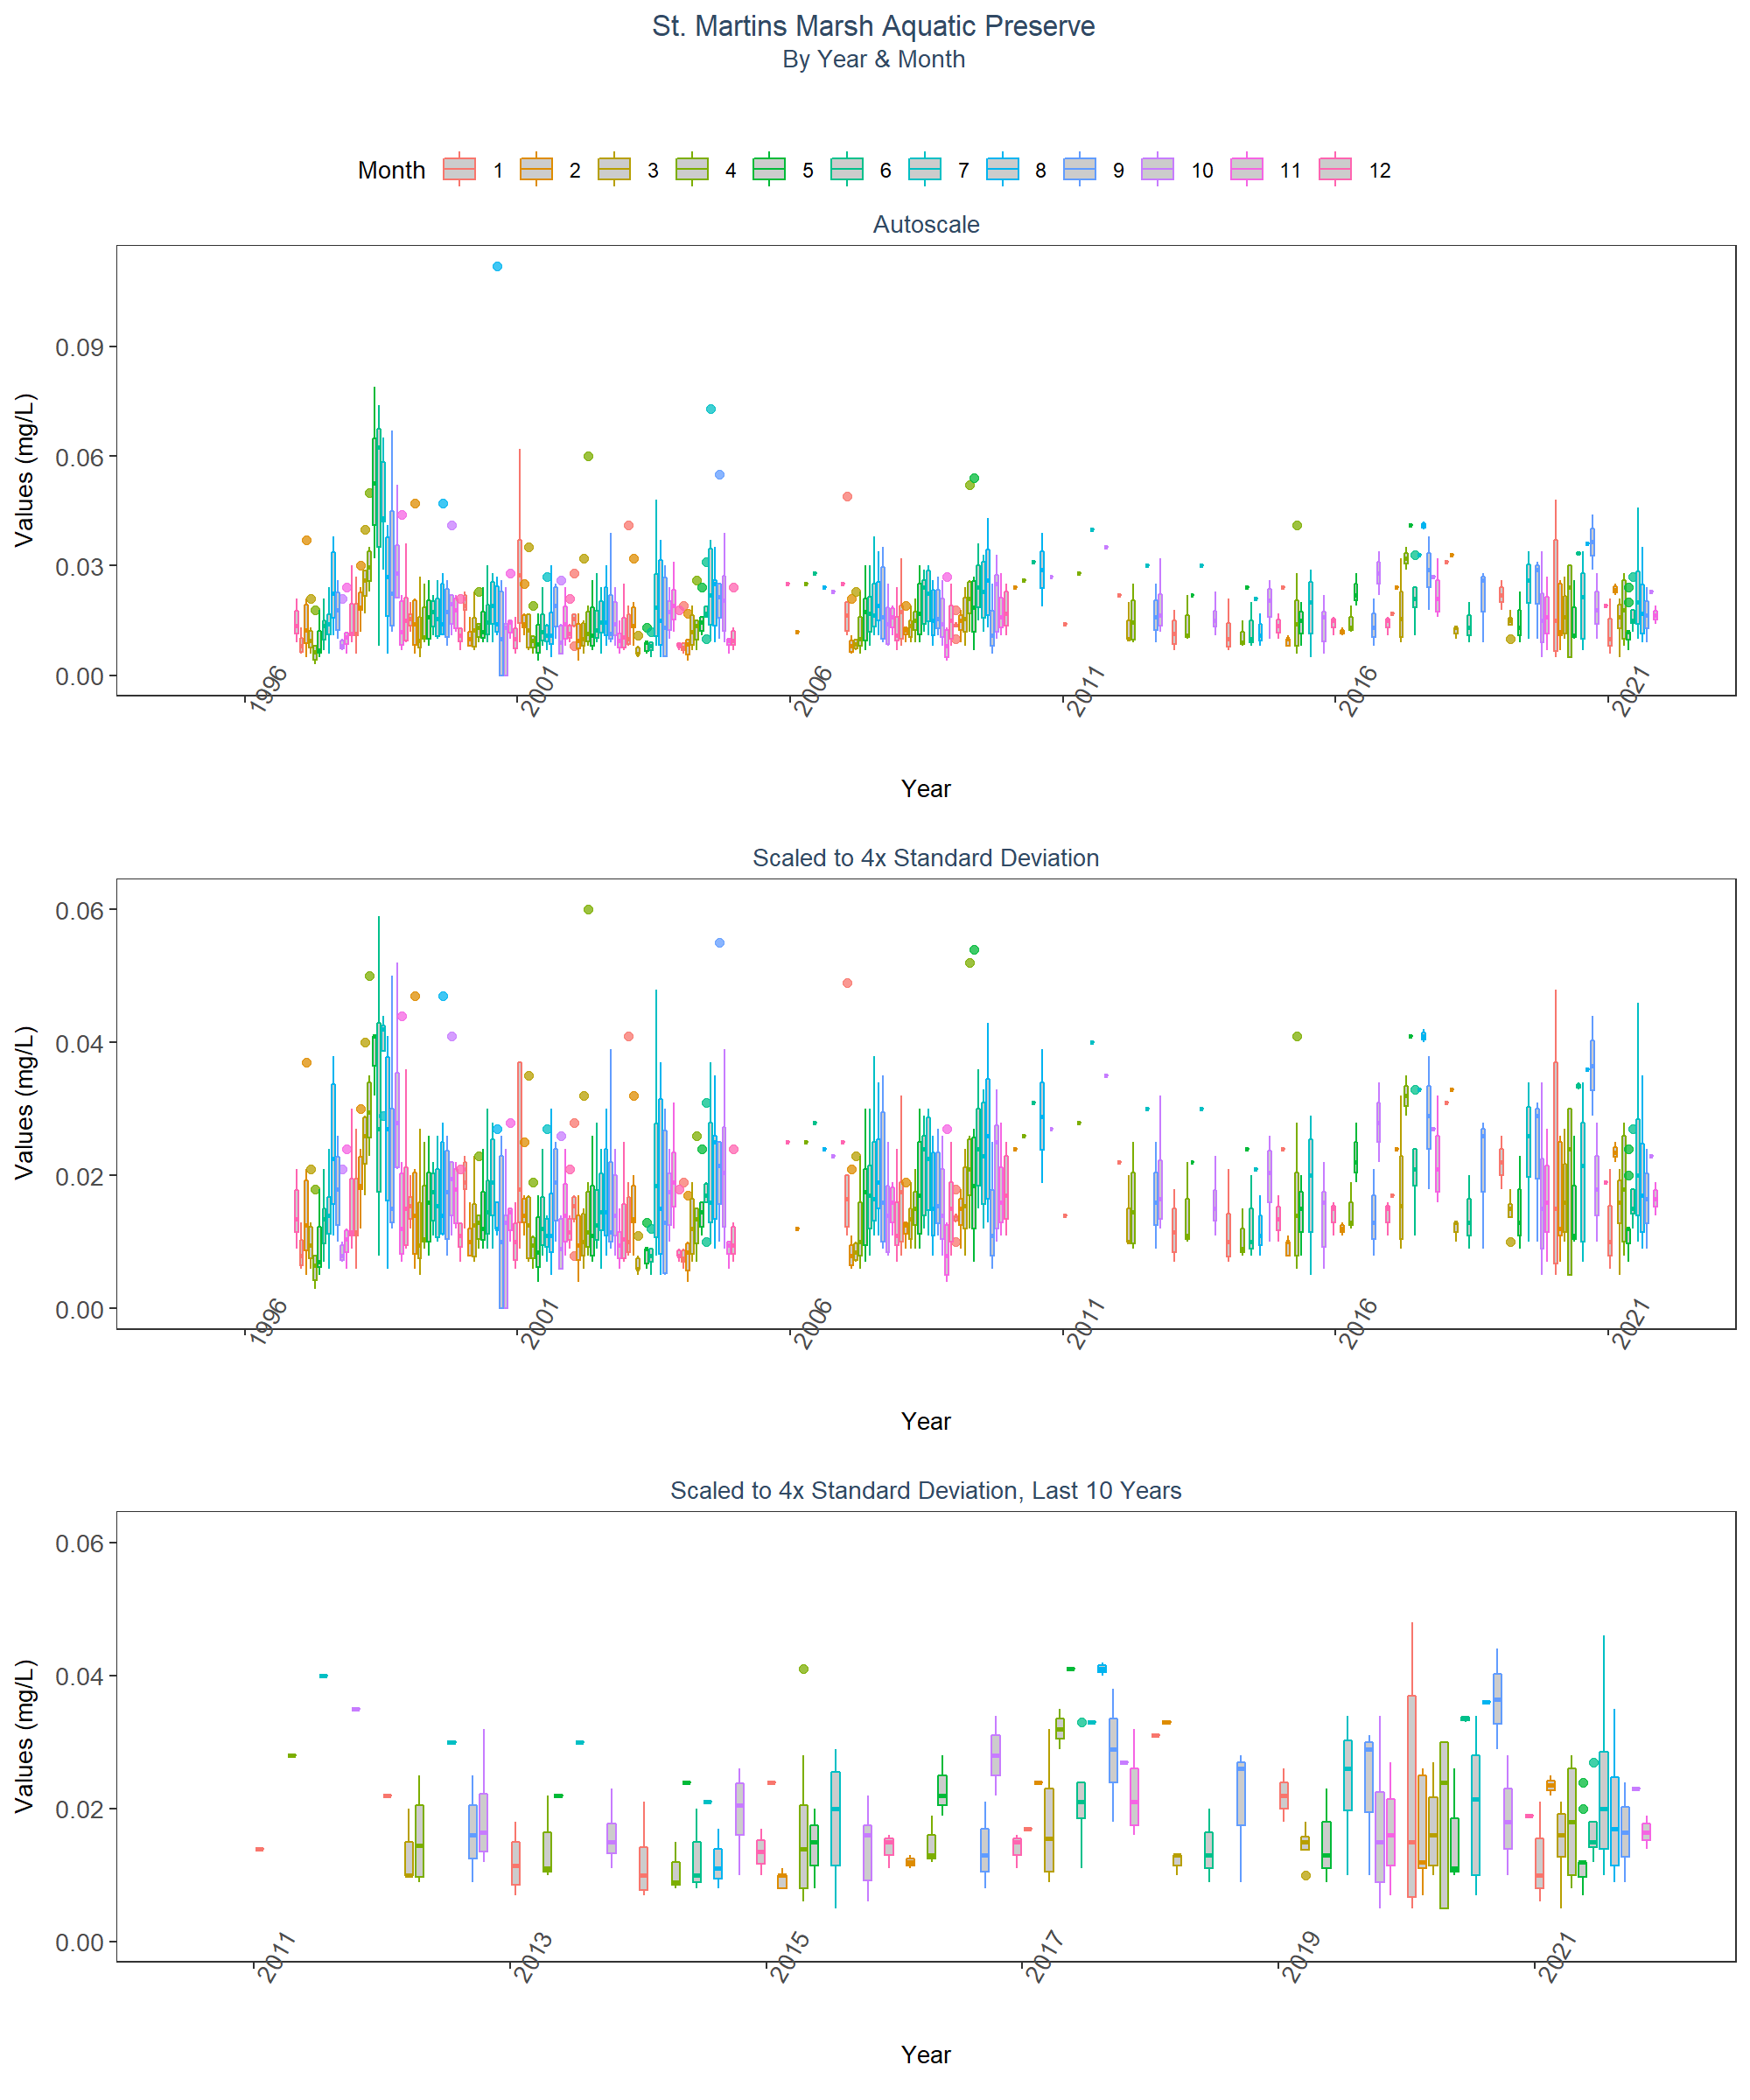 St. Martins Marsh Aquatic Preserve
By Year & Month
Month 1 2 3 4 5 6 7 8 9 10 11 12
Autoscale
Values (mg/L)
0.09
0.06
0.03
0.00
1996 2001 2006 2011 2016 2021
Year
Scaled to 4x Standard Deviation
Values (mg/L)
0.06
0.04
0.02
0.00
1996 2001 2006 2011 2016 2021
Year
Scaled to 4x Standard Deviation, Last 10 Years
Values (mg/L)
0.06
0.04
0.02
0.00
2011 2013 2015 2017 2019 2021
Year